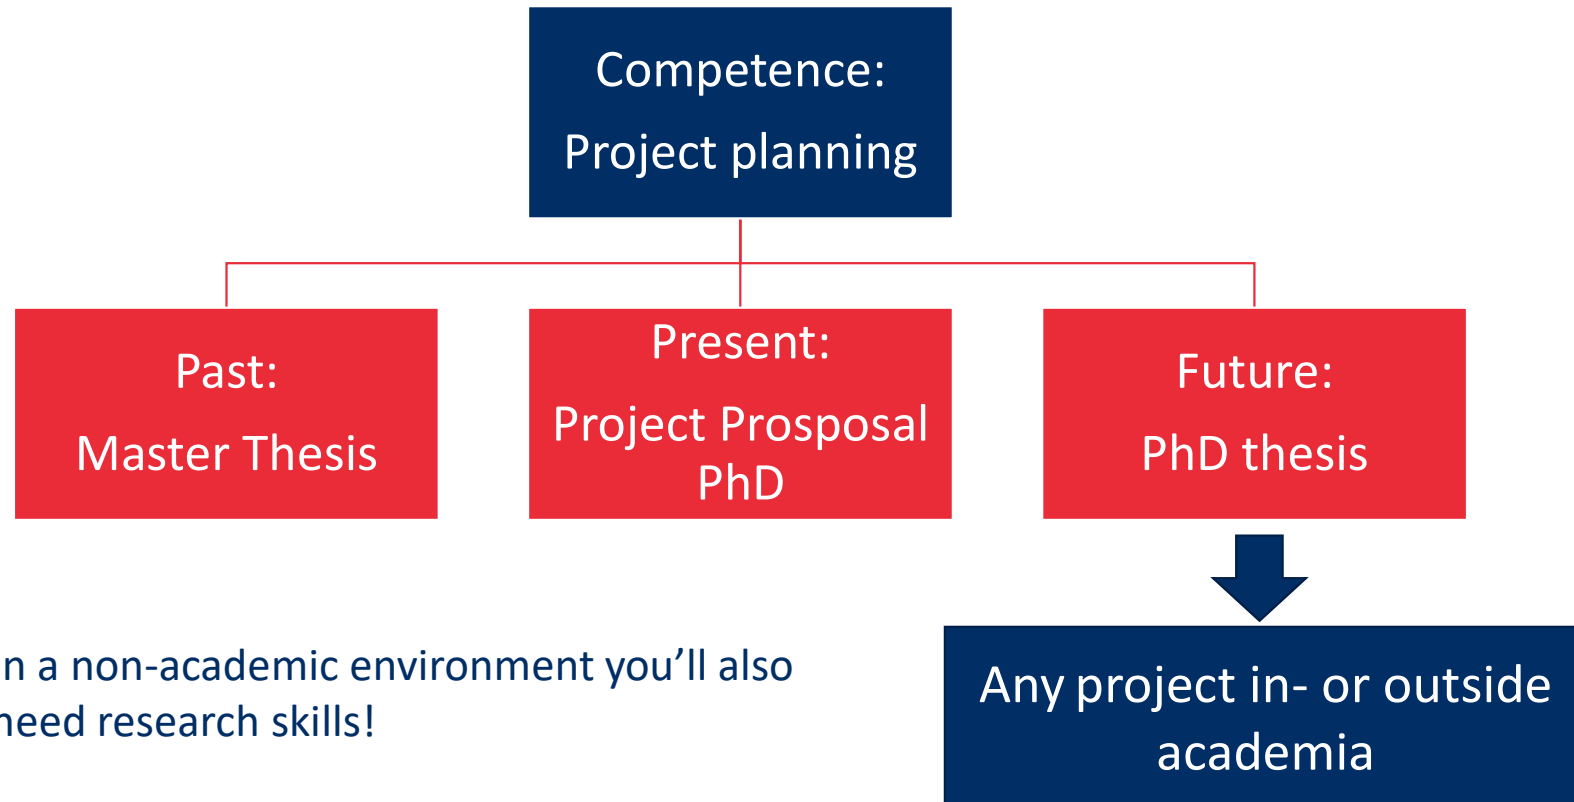 Competence:
Project planning
Past:
Master Thesis
Present:
Project Prosposal
PhD
Future:
PhD thesis
n a non-academic environment you'll also
need research skills!
Any project in- or outside
academia